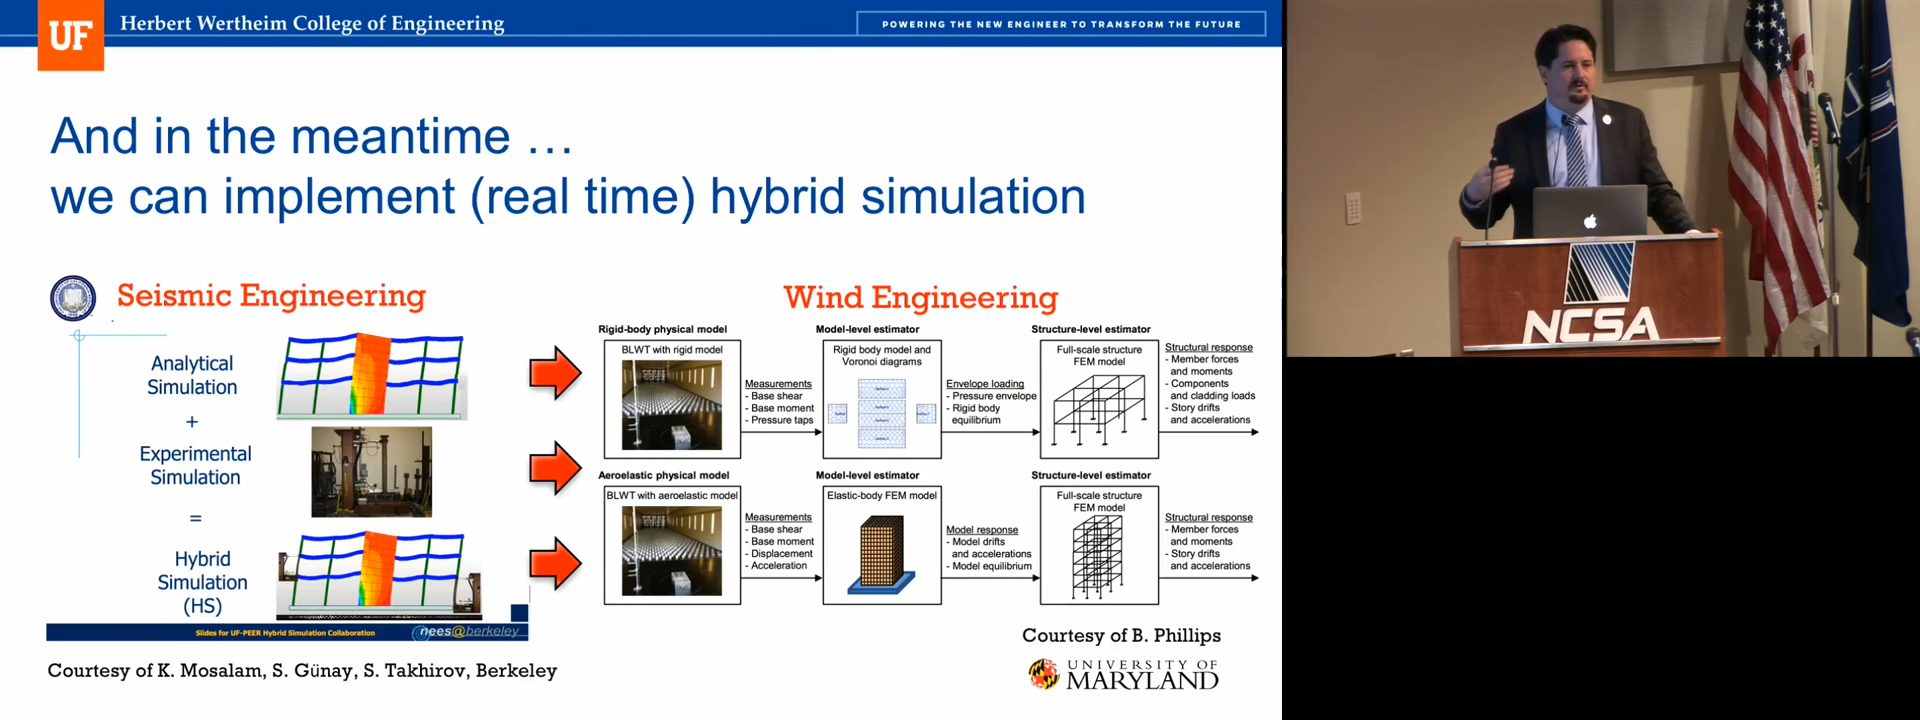 UF
Herbert Wertheim College of Engineering
POWERING THE NEW ENGINEER TO TRANSFORM THE FUTURE
And in the meantime …
we can implement (real time) hybrid simulation
Seismic Engineering
Analytical
Simulation
+
Experimental
Simulation
=
Hybrid
Simulation
(HS)
Slides for UF-PEER Hybrid Simulation Collaboration
nees@berkeley
Courtesy of K. Mosalam, S. Günay, S. Takhirov, Berkeley
Wind Engineering
Rigid-body physical model
BLWT with rigid model
Measurements
- Base shear
- Base moment
- Pressure taps
Model-level estimator
Rigid body model and
Voronoi diagrams
Envelope loading
- Pressure envelope
- Rigid body
equilibrium
Structure-level estimator
Full-scale structure
FEM model
Structural response
- Member forces
and moments
- Components
and cladding loads
- Story drifts
and accelerations
Aeroelastic physical model
BLWT with aeroelastic model
Measurements
- Base shear
- Base moment
- Displacement
- Acceleration
Model-level estimator
Elastic-body FEM model
Model response
- Model drifts
and accelerations
- Model equilibrium
Structure-level estimator
Full-scale structure
FEM model
Structural response
- Member forces
and moments
- Story drifts
and accelerations
Courtesy of B. Phillips
UNIVERSITY OF
MARYLAND
NCSA